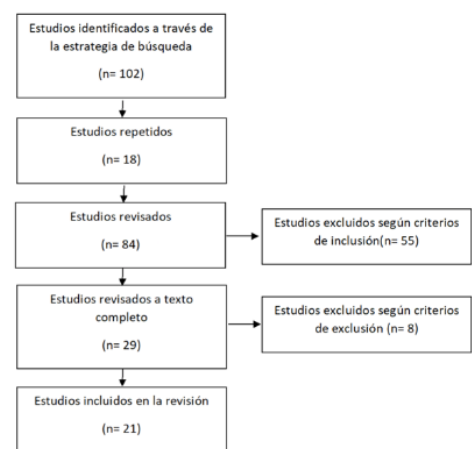 Estudios identificados a través de
la estrategia de búsqueda
(n= 102)
Estudios repetidos
(n= 18)
Estudios revisados
(n= 84)
Estudios excluidos según criterios
de inclusión(n= 55)
Estudios revisados a texto
completo
(n= 29)
Estudios excluidos según criterios
de exclusión (n= 8)
Estudios incluidos en la revisión
(n= 21)